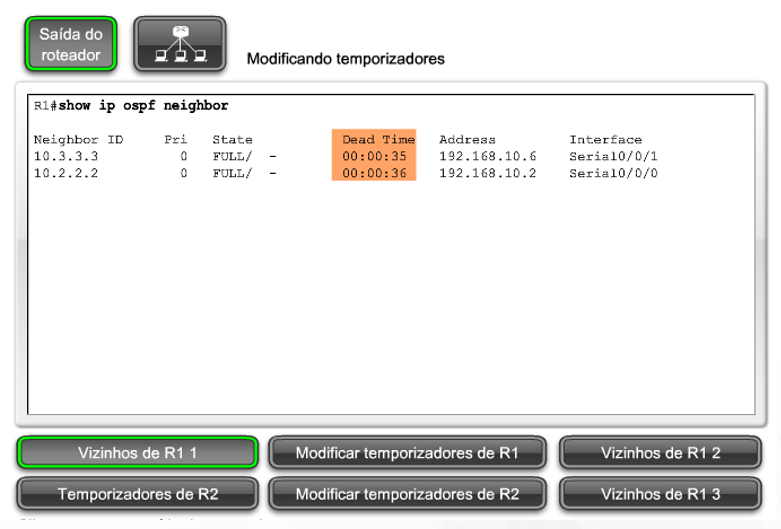 Saída do
roteador
Modificando temporizadores
R1#show ip ospf neighbor
Neighbor ID Pri State Dead Time Address Interface
10.3.3.3 0 FULL/ - 00:00:35 192.168.10.6 Serial0/0/1
10.2.2.2 0 FULL/ - 00:00:36 192.168.10.2 Serial0/0/0
Vizinhos de R1 1 Modificar temporizadores de R1 Vizinhos de R1 2
Temporizadores de R2 Modificar temporizadores de R2 Vizinhos de R1 3